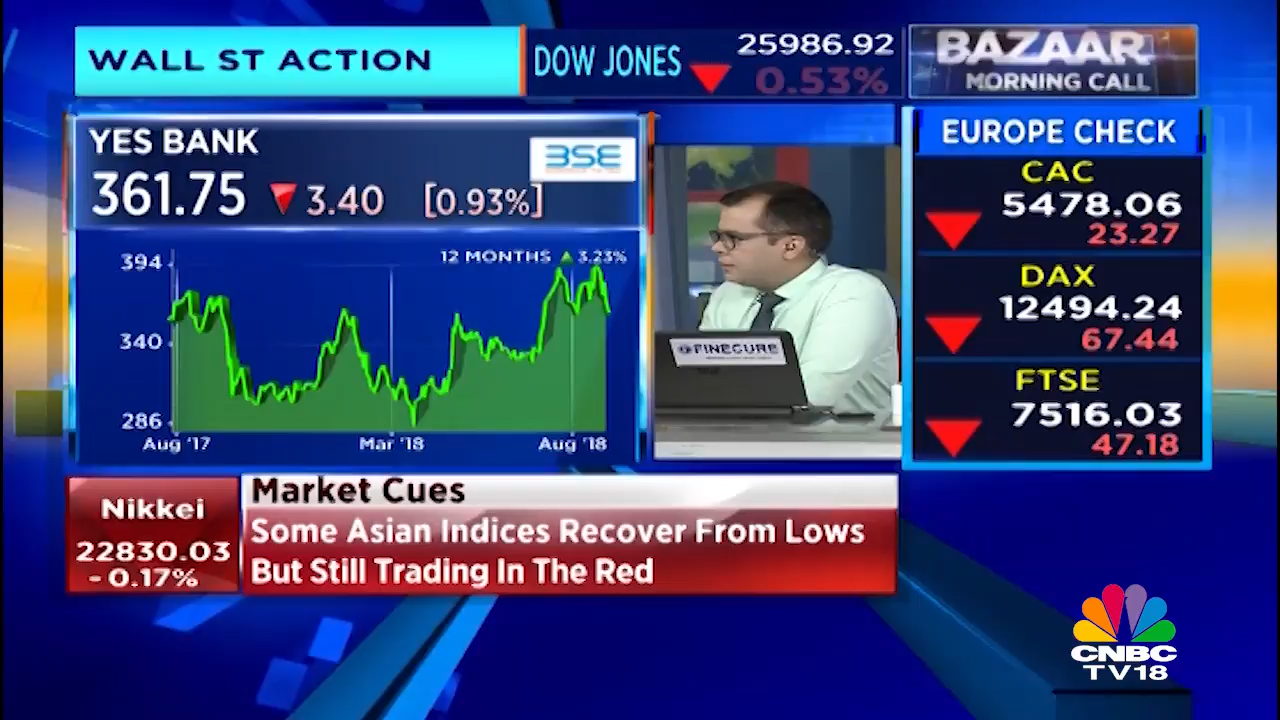 WALL ST ACTION
DOW JONES
25986.92
0.53%
BAZAAR
MORNING CALL
YES BANK
361.75 3.40 [0.93%]
BSE
12 MONTHS 3.23%
394
340
286
Aug '17 Mar '18 Aug '18
FINECURE
EUROPE CHECK
CAC
5478.06
23.27
DAX
12494.24
67.44
FTSE
7516.03
47.18
Nikkei
22830.03
- 0.17%
Market Cues
Some Asian Indices Recover From Lows
But Still Trading In The Red
CNBC
TV18